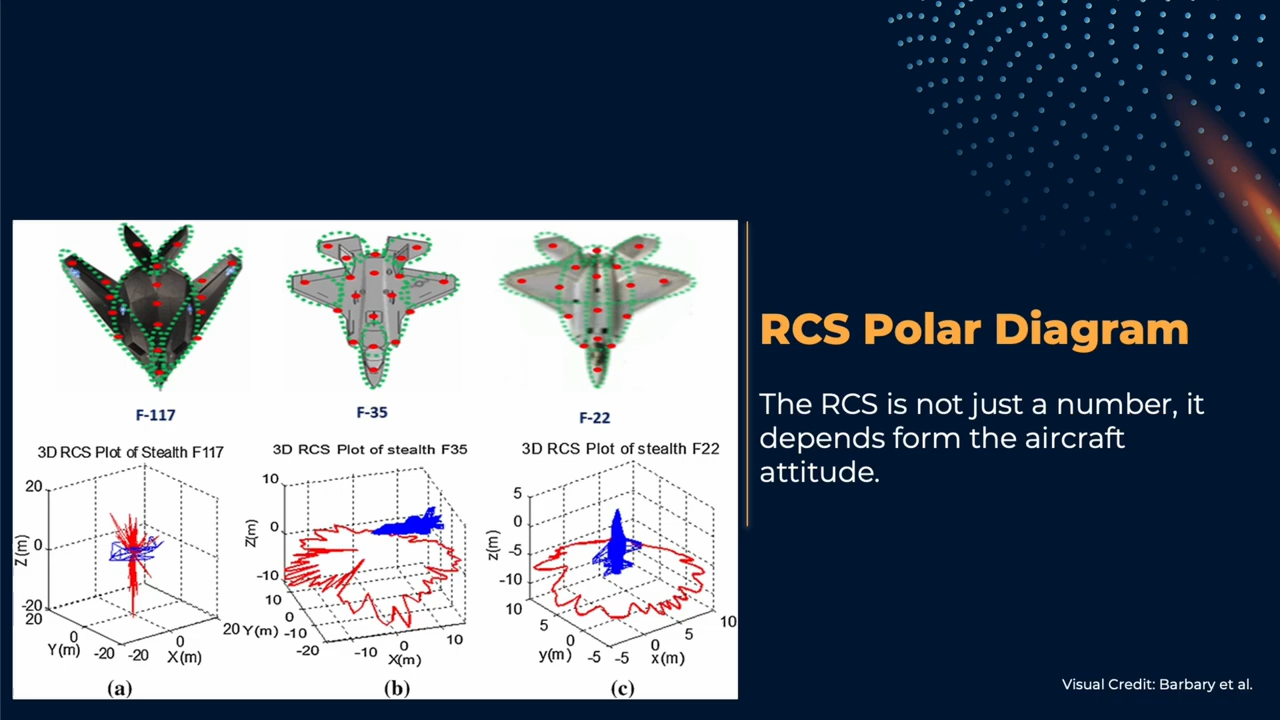 F-117
F-35
F-22
3D RCS Plot of Stealth F117
20
0
-20
Z(m)
20
0
-20
Y(m)
-20
0
20
X(m)
(a)
3D RCS Plot of stealth F35
10
0
-10
Z(m)
10
0
-10
Y(m)
-20
-10
0
10
X(m)
(b)
3D RCS Plot of stealth F22
5
0
-5
-10
z(m)
10
5
0
-5
y(m)
-5
0
5
10
x(m)
(c)
RCS Polar Diagram
The RCS is not just a number, it
depends form the aircraft
attitude.
Visual Credit: Barbary et al.